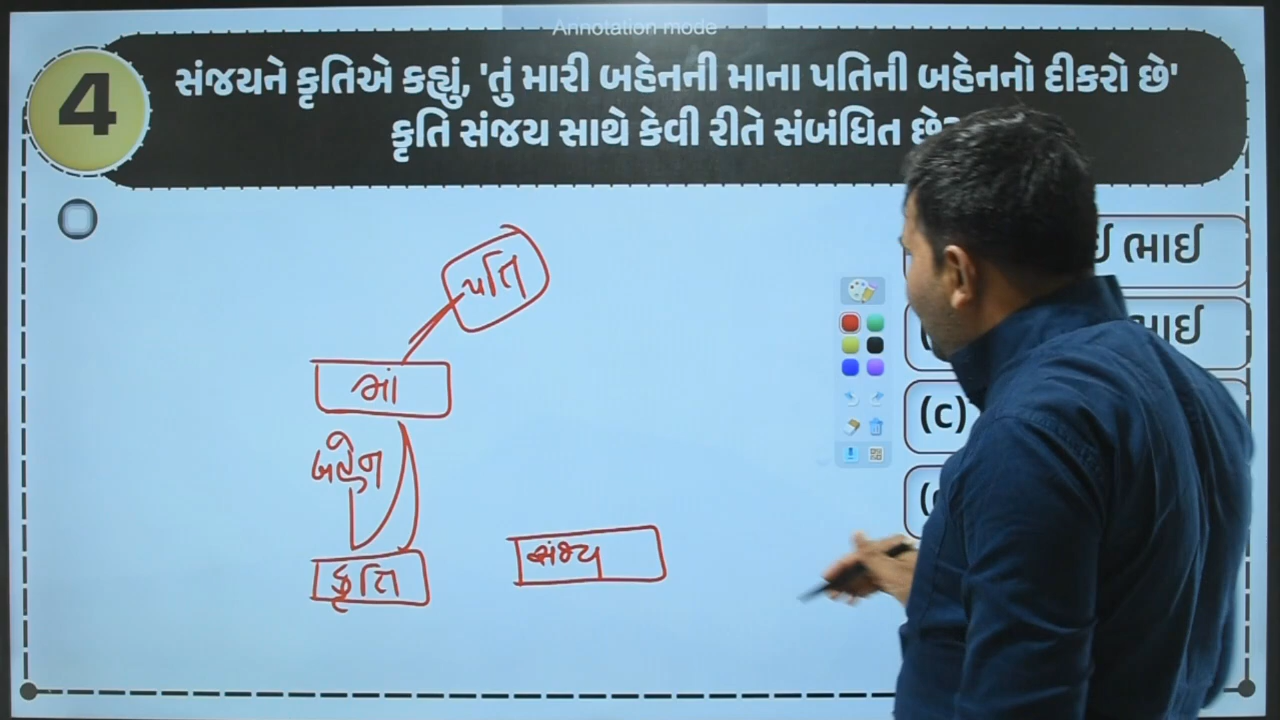 Annotation mode
4
સંજયને કૃતિએ કહ્યું, 'તું મારી બહેનની માના પતિની બહેનનો દીકરો છે'
કૃતિ સંજય સાથે કેવી રીતે સંબંધિત છે?
ભાઈ
પતિ
માં
બહેન
કૃતિ
સંજય
(c)